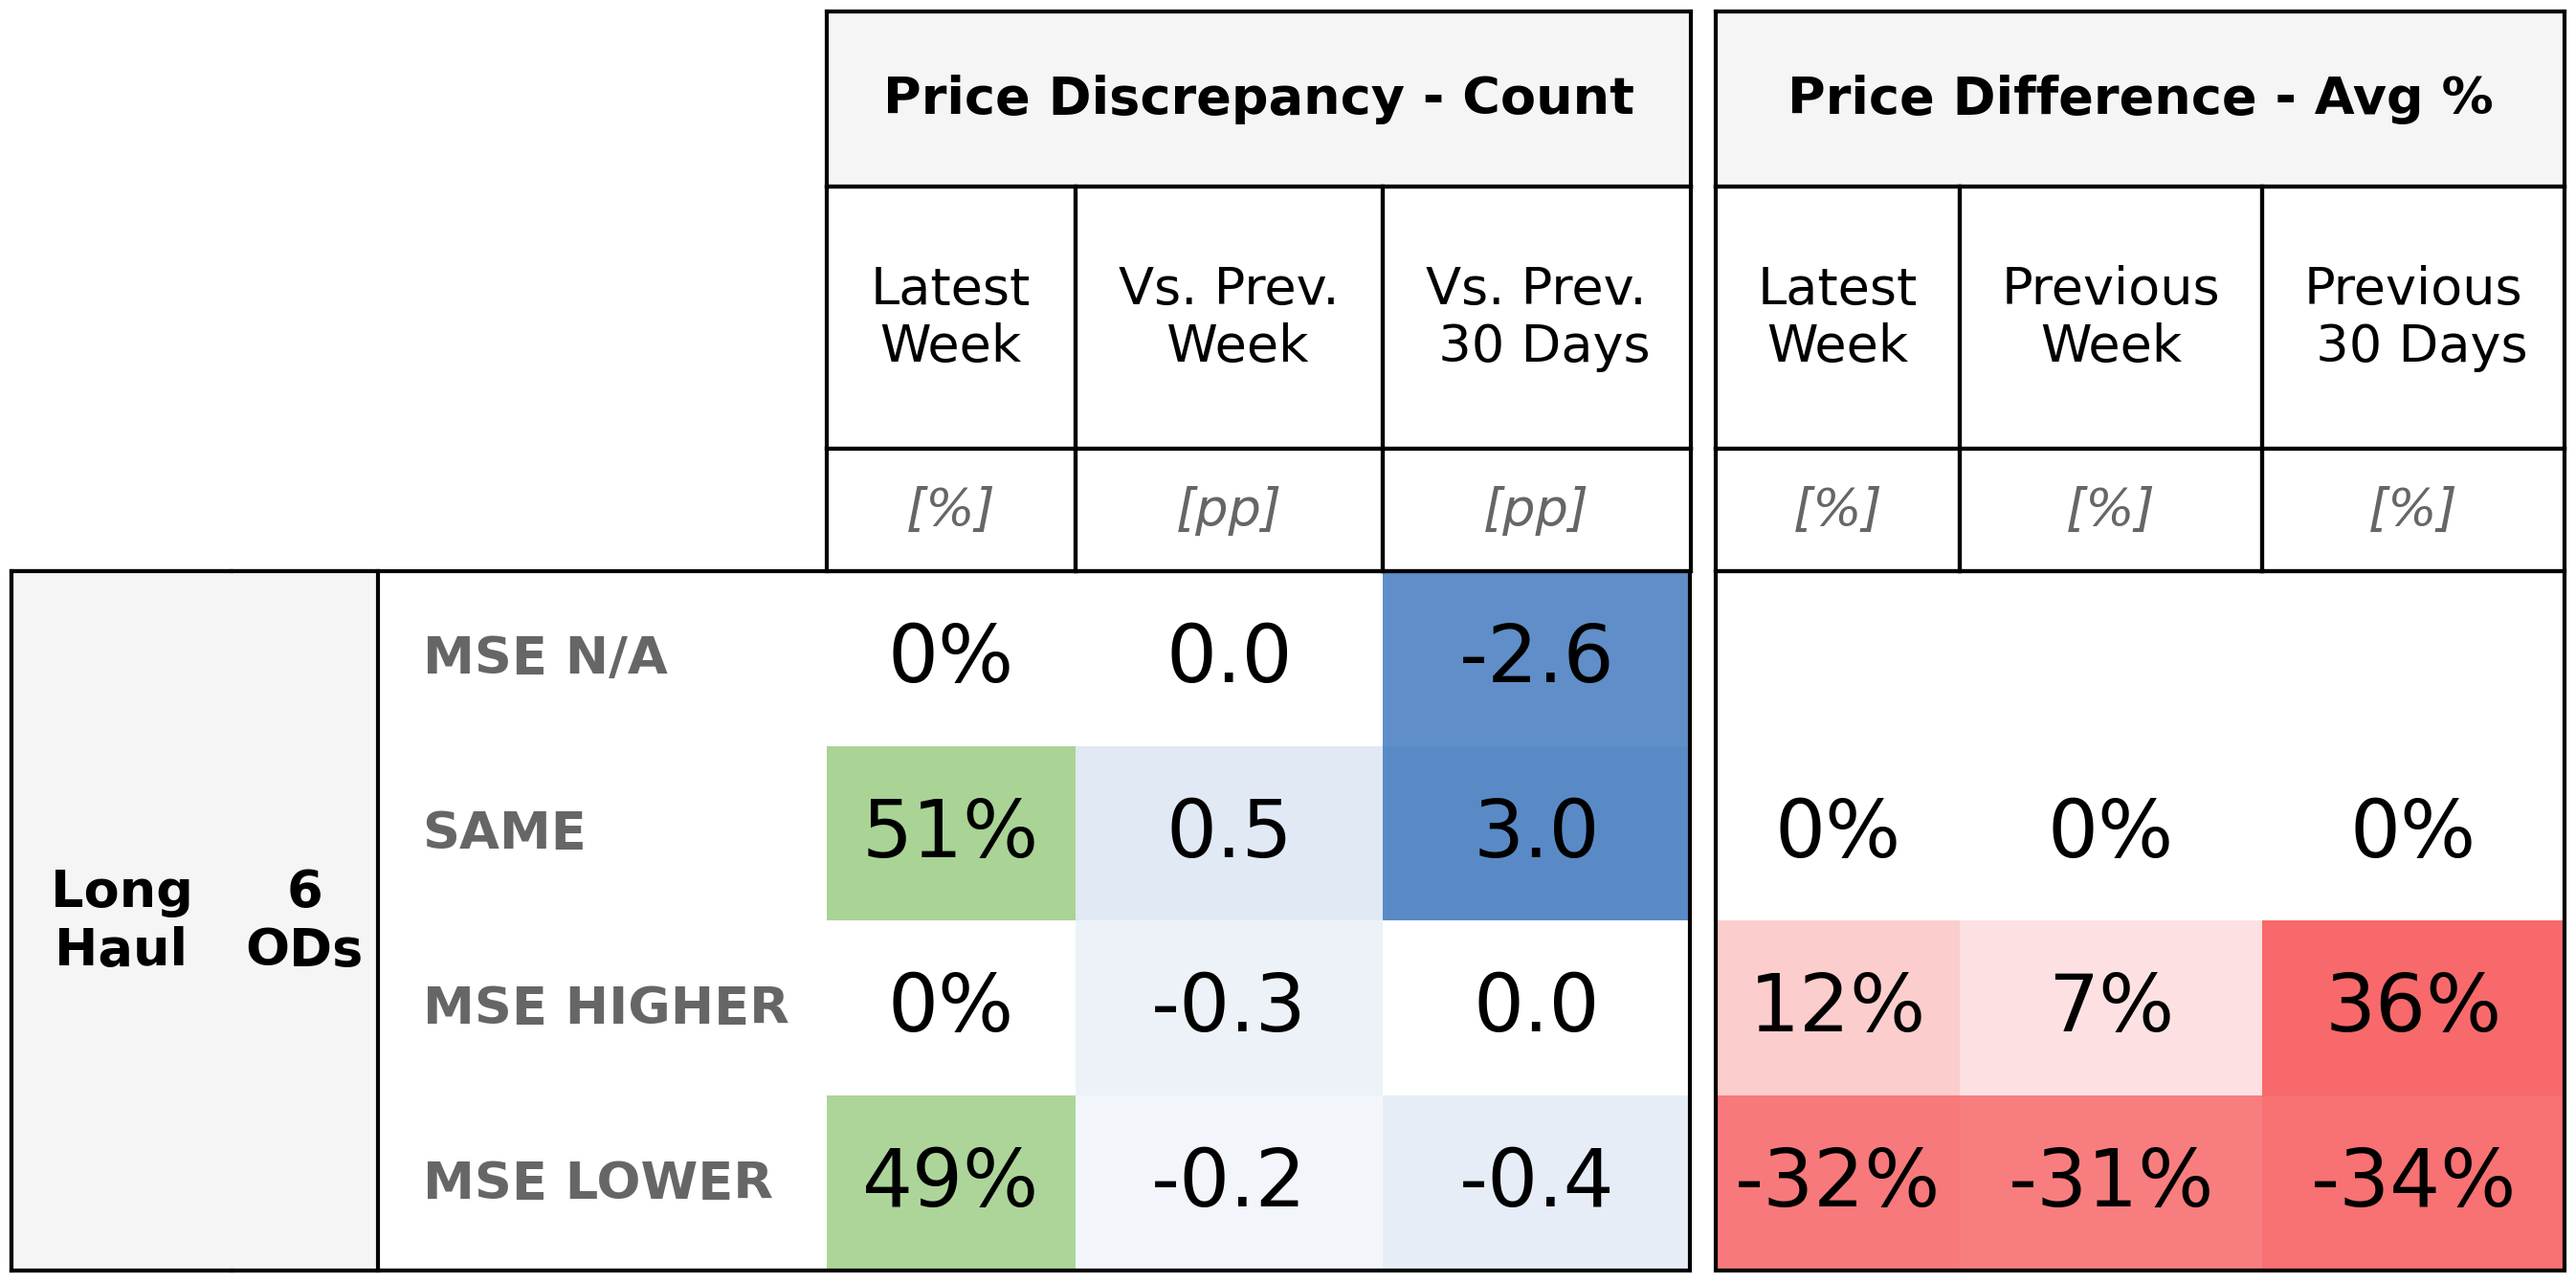 Price Discrepancy - Count
Price Difference - Avg %
Latest Week
Vs. Prev. Week
Vs. Prev. 30 Days
Latest Week
Previous Week
Previous 30 Days
[%] [pp] [pp] [%] [%] [%]
Long Haul
6 ODs
MSE N/A 0% 0.0 -2.6
SAME 51% 0.5 3.0 0% 0% 0%
MSE HIGHER 0% -0.3 0.0 12% 7% 36%
MSE LOWER 49% -0.2 -0.4 -32% -31% -34%